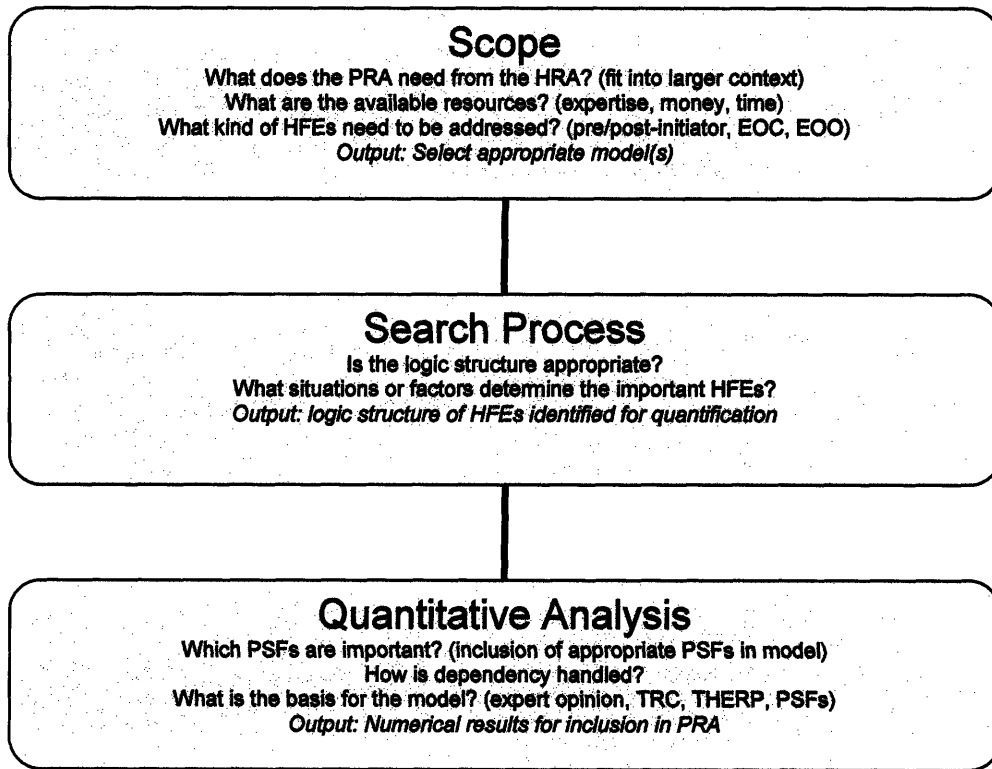 Scope
What does the PRA need from the HRA? (fit into larger context)
What are the available resources? (expertise, money, time)
What kind of HFEs need to be addressed? (pre/post-initiator, EOC, EOO)
Output: Select appropriate model(s)
Search Process
Is the logic structure appropriate?
What situations or factors determine the important HFEs?
Output: logic structure of HFEs identified for quantification
Quantitative Analysis
Which PSFs are important? (inclusion of appropriate PSFs in model)
How is dependency handled?
What is the basis for the model? (expert opinion, TRC, THERP, PSFs)
Output: Numerical results for inclusion in PRA